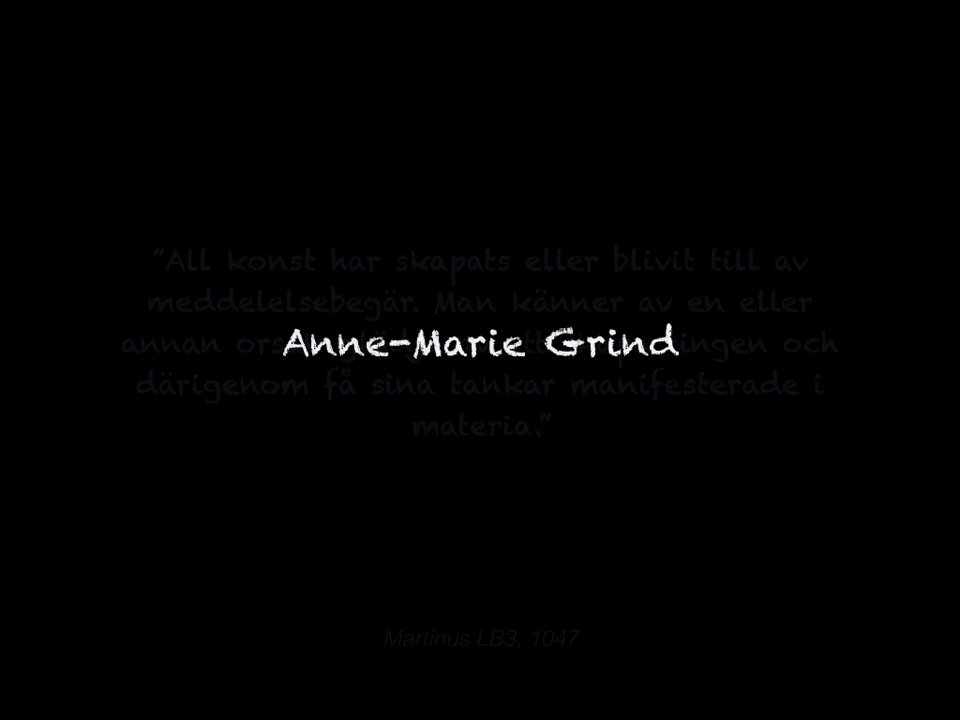 "All konst har skapats eller blivit till av
meddelelsebegär. Man känner av en eller
annan och
Anne-Marie Grind
därigenom få sina tankar manifesterade i
materia."
Martinus LB3, 1047